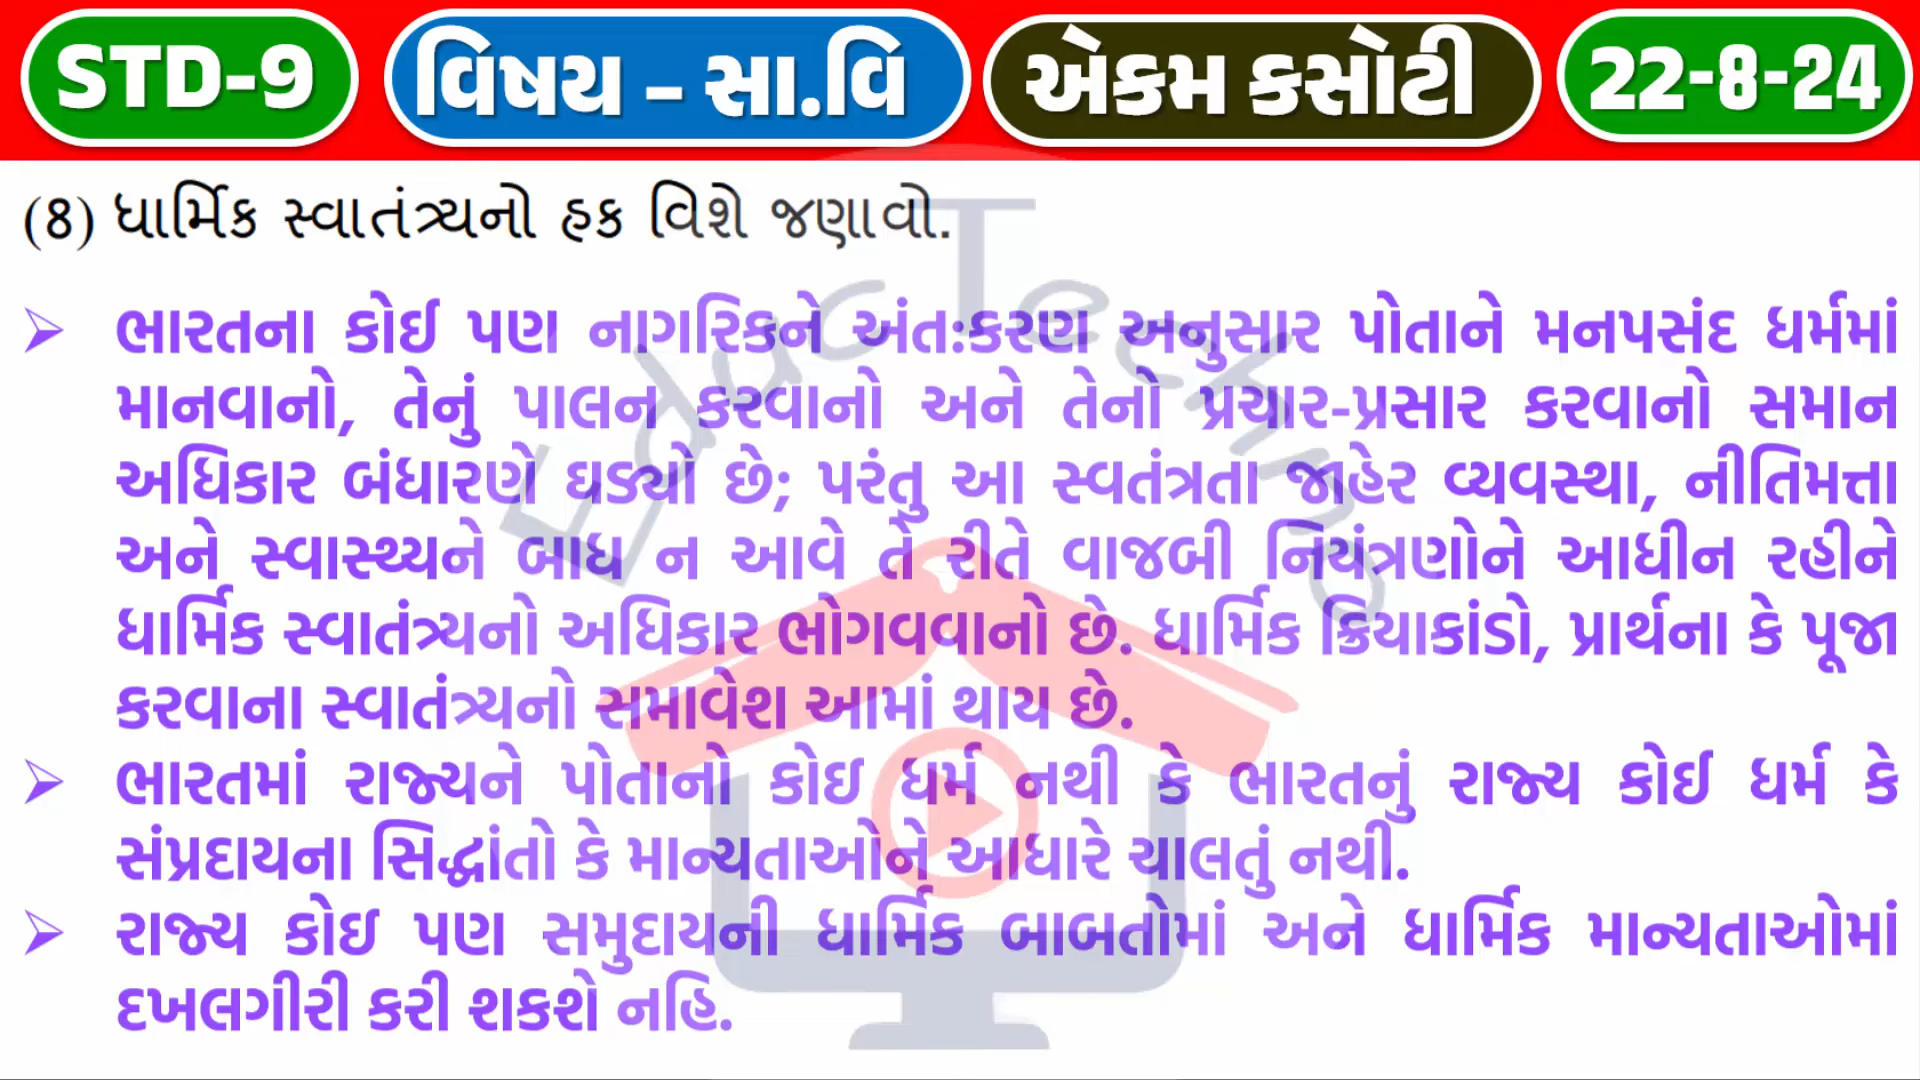 STD-9 વિષય – સા.વિ એકમ કસોટી 22-8-24
(8) ધાર્મિક સ્વાતંત્ર્યનો હક વિશે જણાવો.
➢ ભારતના કોઈ પણ નાગરિકને અંતઃકરણ અનુસાર પોતાને મનપસંદ ધર્મમાં
માનવાનો, તેનું પાલન કરવાનો અને તેનો પ્રચાર-પ્રસાર કરવાનો સમાન
અધિકાર બંધારણે ઘડ્યો છે; પરંતુ આ સ્વતંત્રતા જાહેર વ્યવસ્થા, નીતિમત્તા
અને સ્વાસ્થ્યને બાધ ન આવે તે રીતે વાજબી નિયંત્રણોને આધીન રહીને
ધાર્મિક સ્વાતંત્ર્યનો અધિકાર ભોગવવાનો છે. ધાર્મિક ક્રિયાકાંડો, પ્રાર્થના કે પૂજા
કરવાના સ્વાતંત્ર્યનો સમાવેશ આમાં થાય છે.
➢ ભારતમાં રાજ્યને પોતાનો કોઇ ધર્મ નથી કે ભારતનું રાજ્ય કોઈ ધર્મ કે
સંપ્રદાયના સિદ્ધાંતો કે માન્યતાઓને આધારે ચાલતું નથી.
➢ રાજ્ય કોઇ પણ સમુદાયની ધાર્મિક બાબતોમાં અને ધાર્મિક માન્યતાઓમાં
દખલગીરી કરી શકશે નહિ.
Educ Techno